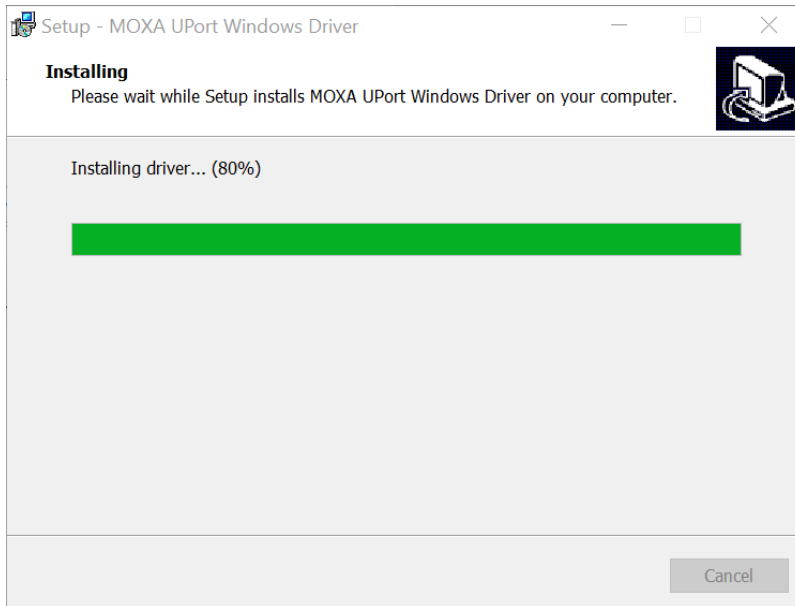 Setup - MOXA UPort Windows Driver
Installing
Please wait while Setup installs MOXA UPort Windows Driver on your computer.
Installing driver... (80%)
Cancel